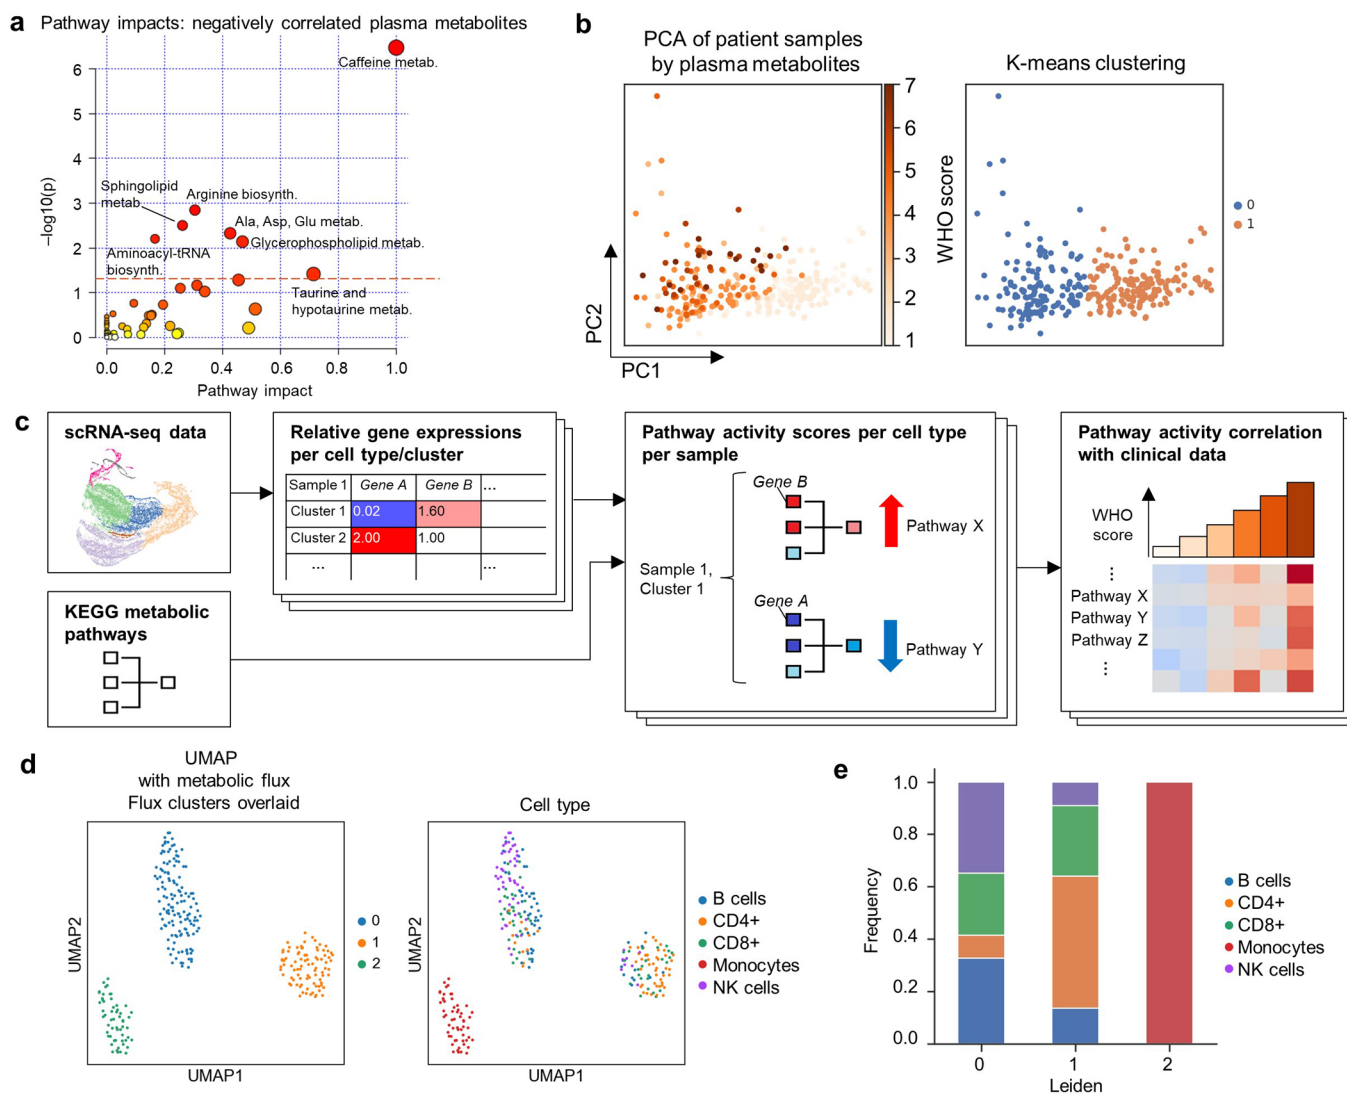 a
Pathway impacts: negatively correlated plasma metabolites
Caffeine metab.
Sphingolipid
metab.
Arginine biosynth.
Ala, Asp, Glu metab.
Glycerophospholipid metab.
Aminoacyl-tRNA
biosynth.
Taurine and
hypotaurine metab.
–log10(p)
6
5
4
3
2
1
0
0.0 0.2 0.4 0.6 0.8 1.0
Pathway impact
b
PCA of patient samples
by plasma metabolites
PC2
PC1
7
6
5
4
3
2
1
WHO score
K-means clustering
0
1
c
scRNA-seq data
KEGG metabolic
pathways
Relative gene expressions
per cell type/cluster
Sample 1 Gene A Gene B ...
Cluster 1 0.02 1.60
Cluster 2 2.00 1.00
... ...
Pathway activity scores per cell type
per sample
Sample 1,
Cluster 1
Gene B
Pathway X
Gene A
Pathway Y
Pathway activity correlation
with clinical data
WHO
score
⋮
Pathway X
Pathway Y
Pathway Z
⋮
d
UMAP
with metabolic flux
Flux clusters overlaid
UMAP2
UMAP1
0
1
2
Cell type
UMAP2
UMAP1
B cells
CD4+
CD8+
Monocytes
NK cells
e
Frequency
1.0
0.8
0.6
0.4
0.2
0.0
0 1 2
Leiden
B cells
CD4+
CD8+
Monocytes
NK cells